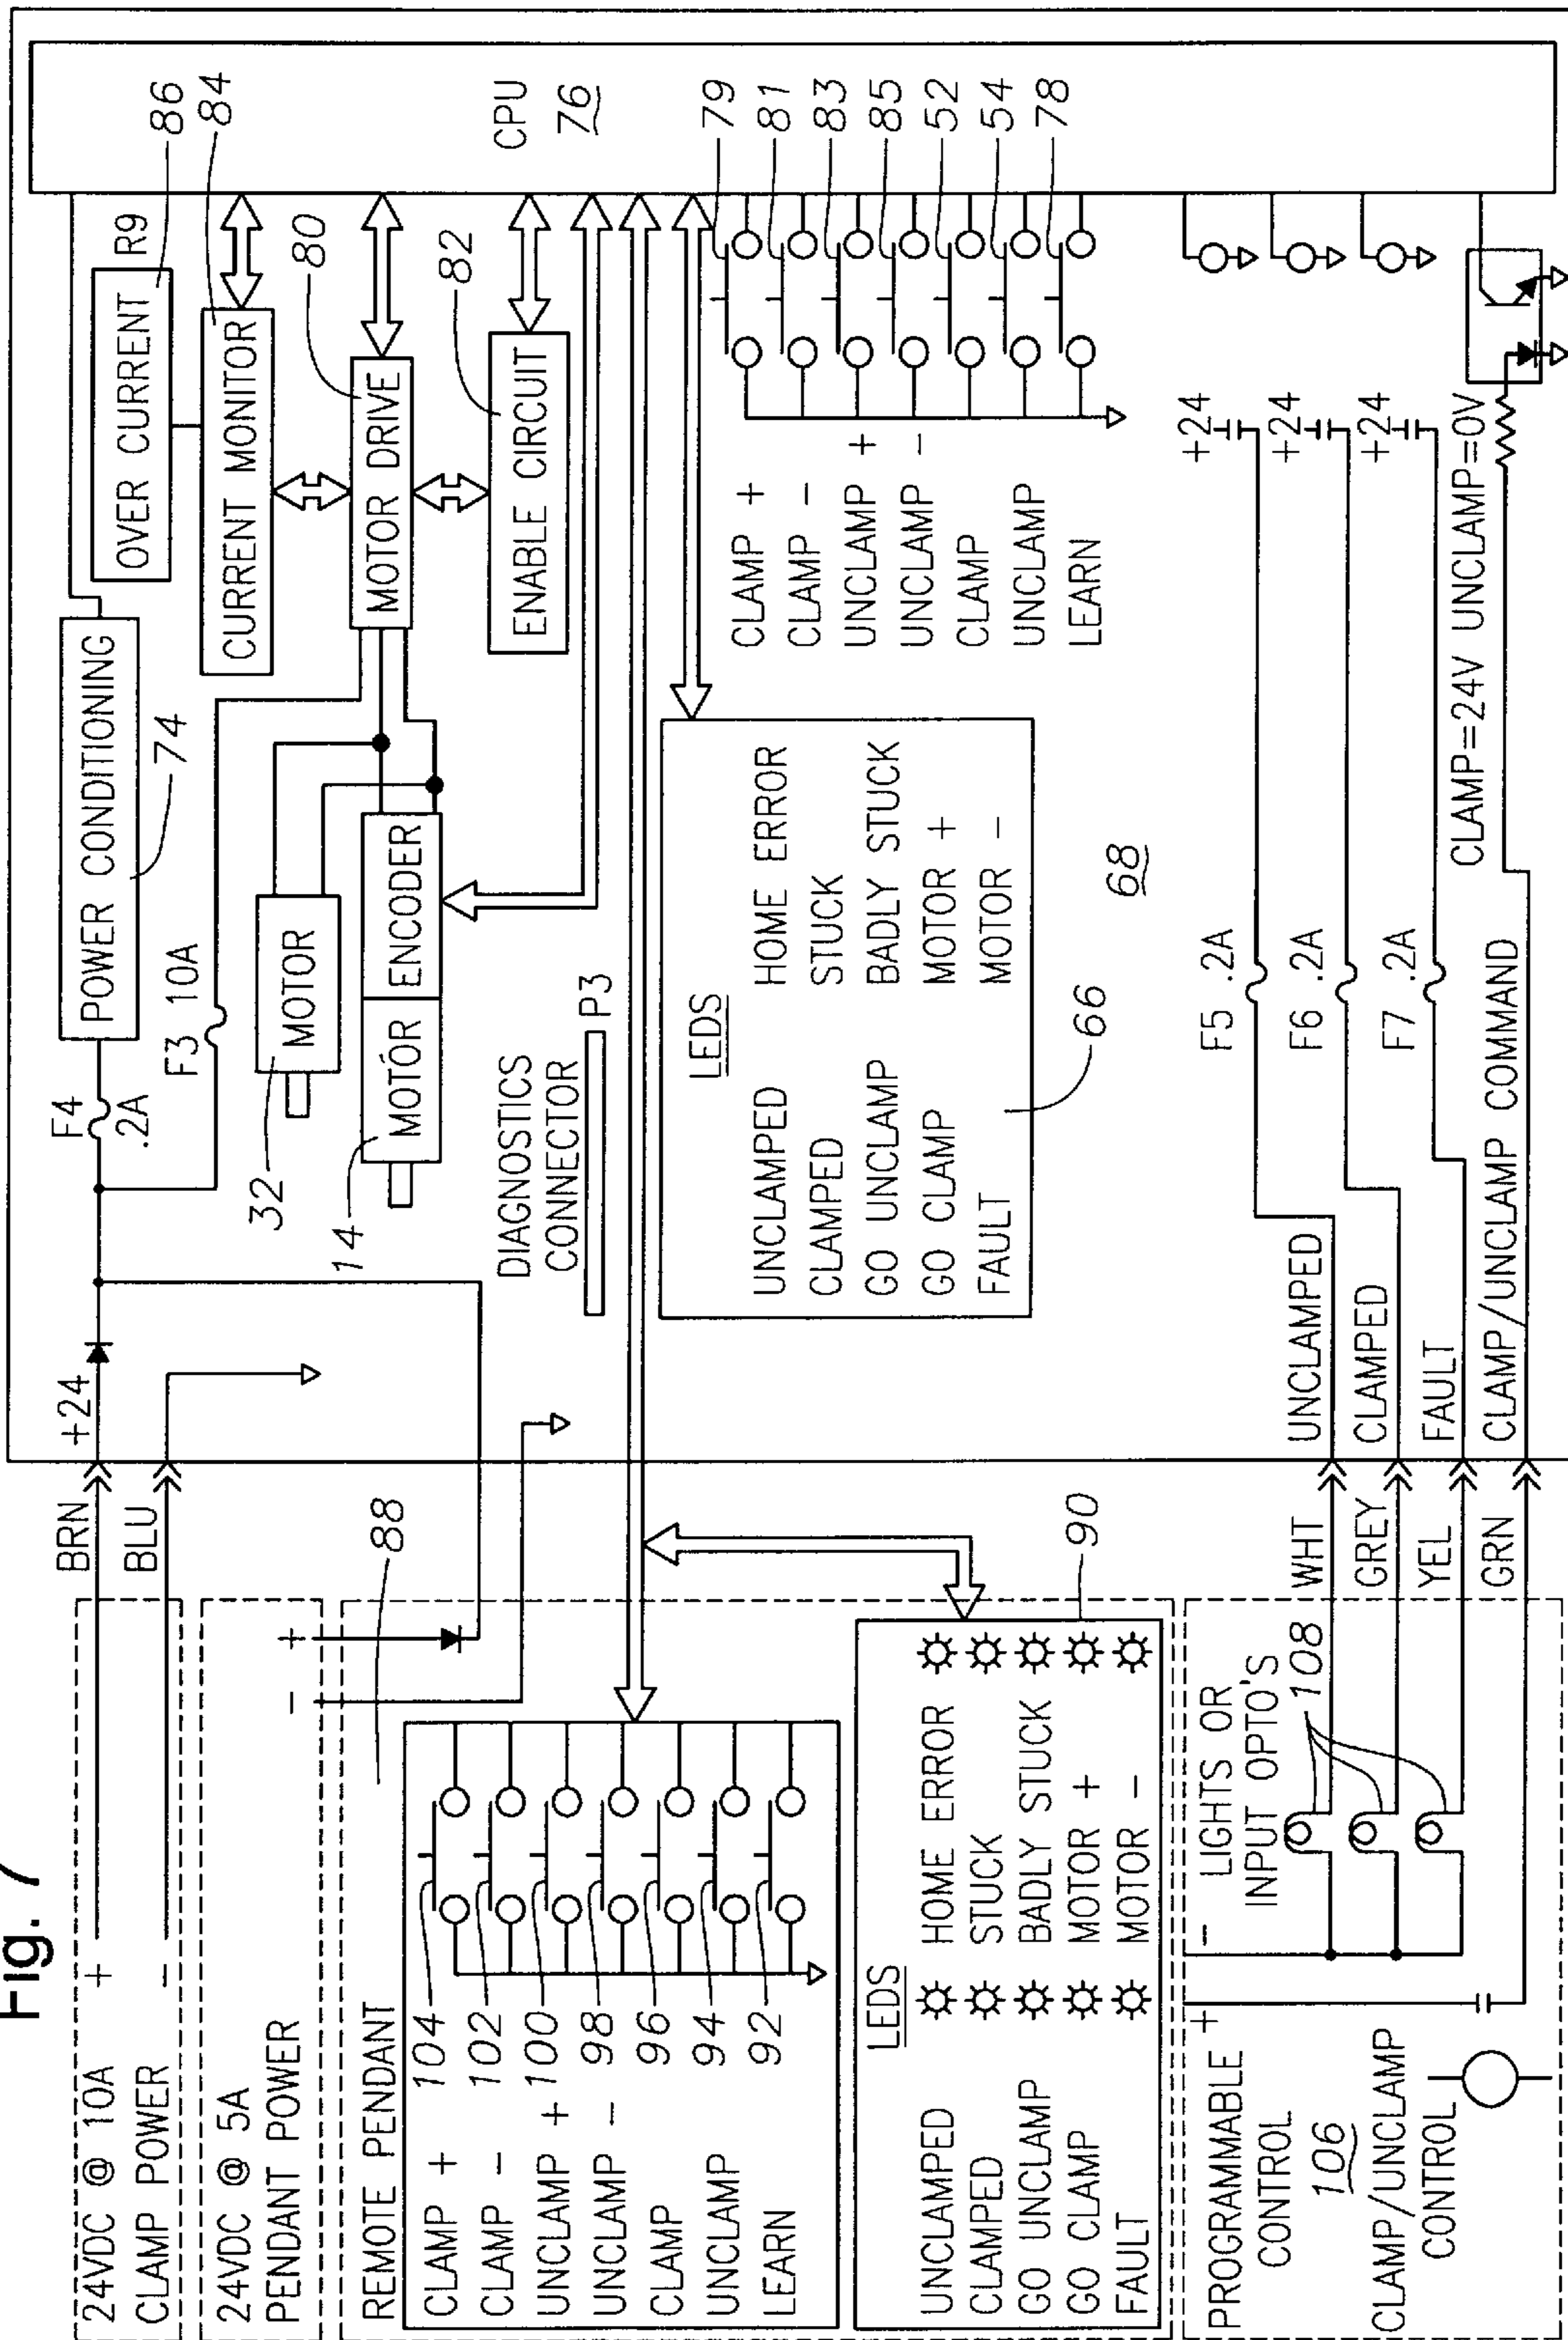 Fig. 7
24VDC @ 10A +
CLAMP POWER -
BRN
BLU
+24
24VDC @ 5A
PENDANT POWER
- +
F4
.2A
POWER CONDITIONING
74
F3 10A
OVER CURRENT R9
86
CURRENT MONITOR
84
MOTOR DRIVE
80
ENABLE CIRCUIT
82
CPU
76
32
MOTOR
14
MOTOR ENCODER
DIAGNOSTICS
CONNECTOR P3
REMOTE PENDANT
88
CLAMP + 104
CLAMP - 102
UNCLAMP + 100
UNCLAMP - 98
CLAMP 96
UNCLAMP 94
LEARN 92
LEDS
UNCLAMPED HOME ERROR
CLAMPED STUCK
GO UNCLAMP BADLY STUCK
GO CLAMP MOTOR +
FAULT MOTOR -
90
LEDS
UNCLAMPED HOME ERROR
CLAMPED STUCK
GO UNCLAMP BADLY STUCK
GO CLAMP MOTOR +
FAULT MOTOR -
66
68
CLAMP + 79
CLAMP - 81
UNCLAMP + 83
UNCLAMP - 85
CLAMP 52
UNCLAMP 54
LEARN 78
PROGRAMMABLE +
CONTROL
106
CLAMP/UNCLAMP
CONTROL
- LIGHTS OR
INPUT OPTO'S
108
WHT UNCLAMPED F5 .2A +24
GREY CLAMPED F6 .2A +24
YEL FAULT F7 .2A +24
GRN CLAMP/UNCLAMP COMMAND CLAMP=24V UNCLAMP=0V